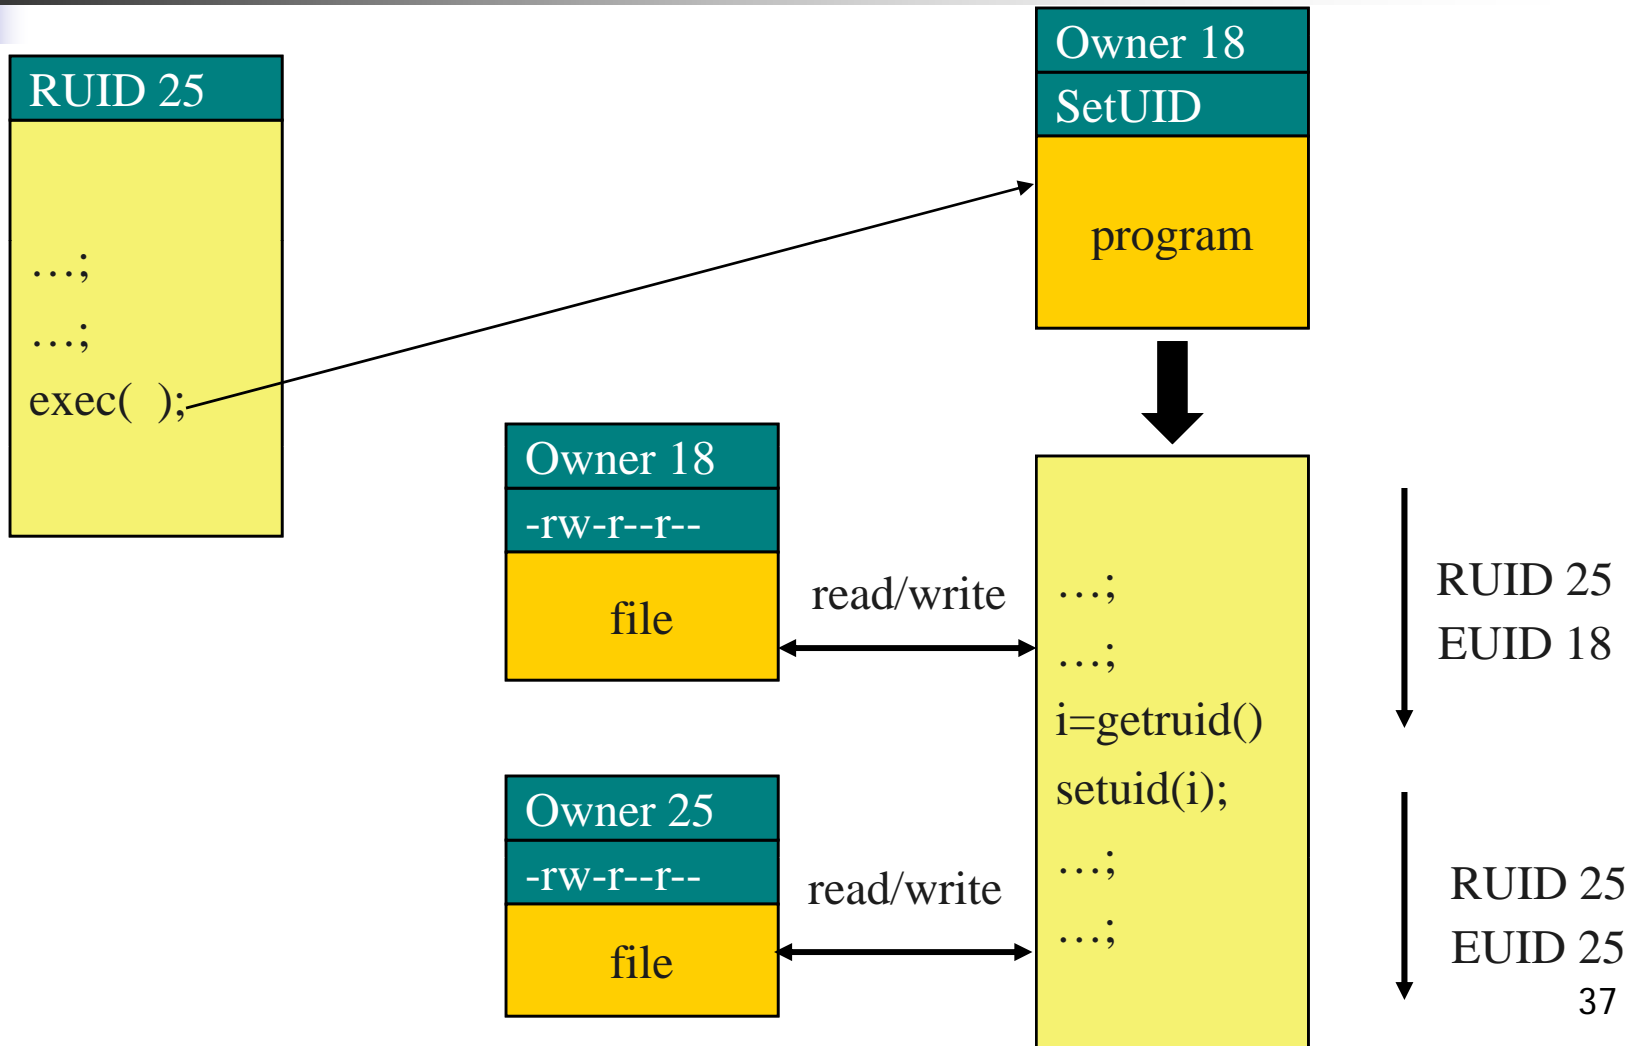 RUID 25
…;
…;
exec( );
Owner 18
SetUID
program
Owner 18
-rw-r--r--
file
read/write
Owner 25
-rw-r--r--
file
read/write
…;
…;
i=getruid()
setuid(i);
…;
…;
RUID 25
EUID 18
RUID 25
EUID 25
37